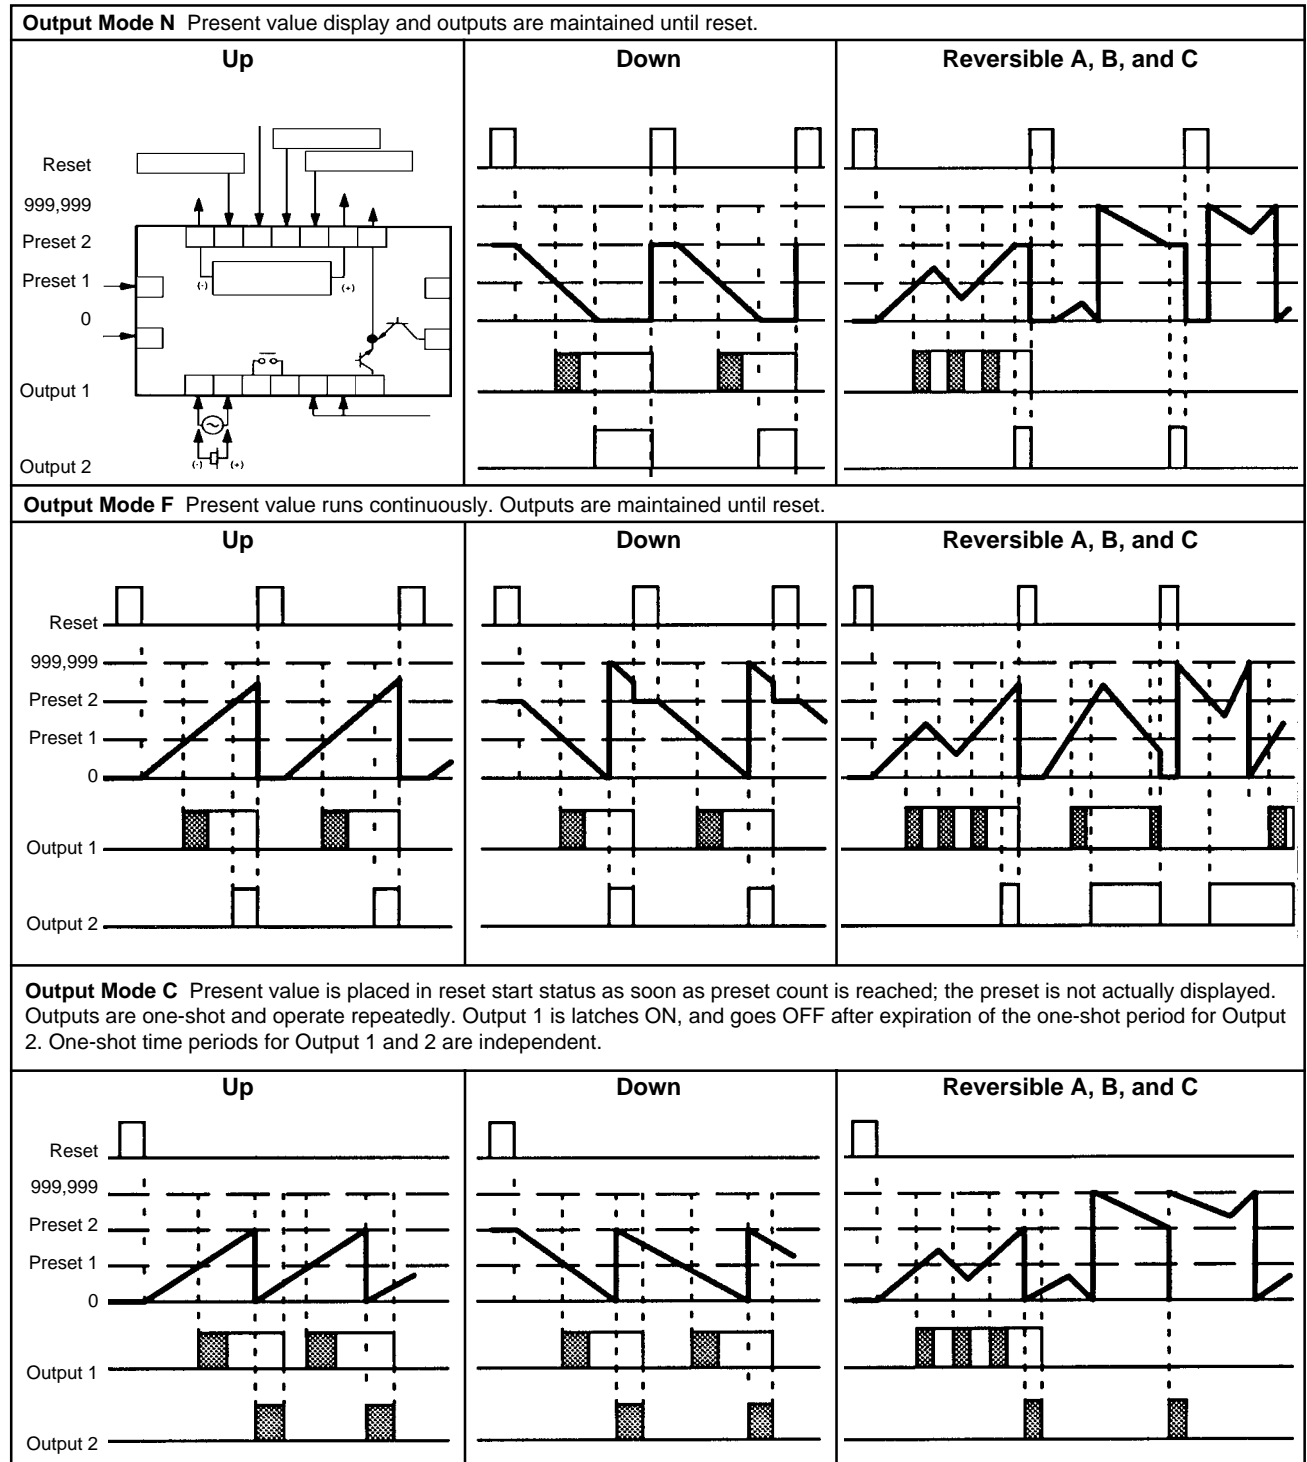 Output Mode N  Present value display and outputs are maintained until reset.
Up
Down
Reversible A, B, and C
Reset
999,999
Preset 2
Preset 1
0
Output 1
Output 2
(-)
(+)
(-)
(+)
Output Mode F  Present value runs continuously. Outputs are maintained until reset.
Up
Down
Reversible A, B, and C
Reset
999,999
Preset 2
Preset 1
0
Output 1
Output 2
Output Mode C  Present value is placed in reset start status as soon as preset count is reached; the preset is not actually displayed.
Outputs are one-shot and operate repeatedly. Output 1 is latches ON, and goes OFF after expiration of the one-shot period for Output
2. One-shot time periods for Output 1 and 2 are independent.
Up
Down
Reversible A, B, and C
Reset
999,999
Preset 2
Preset 1
0
Output 1
Output 2